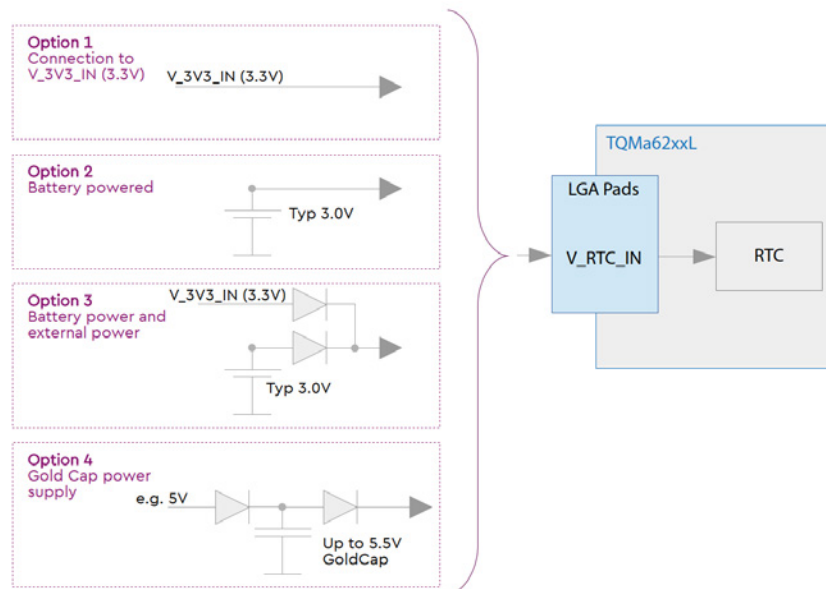 Option 1
Connection to
V_3V3_IN (3.3V)
V_3V3_IN (3.3V)
Option 2
Battery powered
Typ 3.0V
Option 3
Battery power and
external power
V_3V3_IN (3.3V)
Typ 3.0V
Option 4
Gold Cap power
supply
e.g. 5V
Up to 5.5V
GoldCap
TQMa62xxL
LGA Pads
V_RTC_IN
RTC